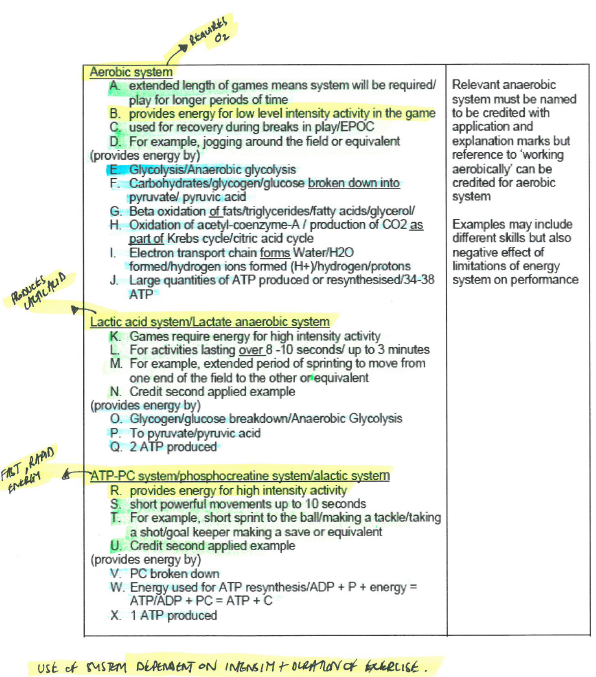 REQUIRES
O2
Aerobic system
A. extended length of games means system will be required/
play for longer periods of time
B. provides energy for low level intensity activity in the game
C. used for recovery during breaks in play/EPOC
D. For example, jogging around the field or equivalent
(provides energy by)
E. Glycolysis/Anaerobic glycolysis
F. Carbohydrates/glycogen/glucose broken down into
pyruvate/ pyruvic acid
G. Beta oxidation of fats/triglycerides/fatty acids/glycerol/
H. Oxidation of acetyl-coenzyme-A / production of CO2 as
part of Krebs cycle/citric acid cycle
I. Electron transport chain forms Water/H2O
formed/hydrogen ions formed (H+)/hydrogen/protons
J. Large quantities of ATP produced or resynthesised/34-38
ATP
Relevant anaerobic
system must be named
to be credited with
application and
explanation marks but
reference to 'working
aerobically' can be
credited for aerobic
system
Examples may include
different skills but also
negative effect of
limitations of energy
system on performance
PRODUCES
LACTIC ACID
Lactic acid system/Lactate anaerobic system
K. Games require energy for high intensity activity
L. For activities lasting over 8 -10 seconds/ up to 3 minutes
M. For example, extended period of sprinting to move from
one end of the field to the other or equivalent
N. Credit second applied example
(provides energy by)
O. Glycogen/glucose breakdown/Anaerobic Glycolysis
P. To pyruvate/pyruvic acid
Q. 2 ATP produced
FAST, RAPID
ENERGY
ATP-PC system/phosphocreatine system/alactic system
R. provides energy for high intensity activity
S. short powerful movements up to 10 seconds
T. For example, short sprint to the ball/making a tackle/taking
a shot/goal keeper making a save or equivalent
U. Credit second applied example
(provides energy by)
V. PC broken down
W. Energy used for ATP resynthesis/ADP + P + energy =
ATP/ADP + PC = ATP + C
X. 1 ATP produced
USE OF SYSTEM DEPENDENT ON INTENSITY + DURATION OF EXERCISE.